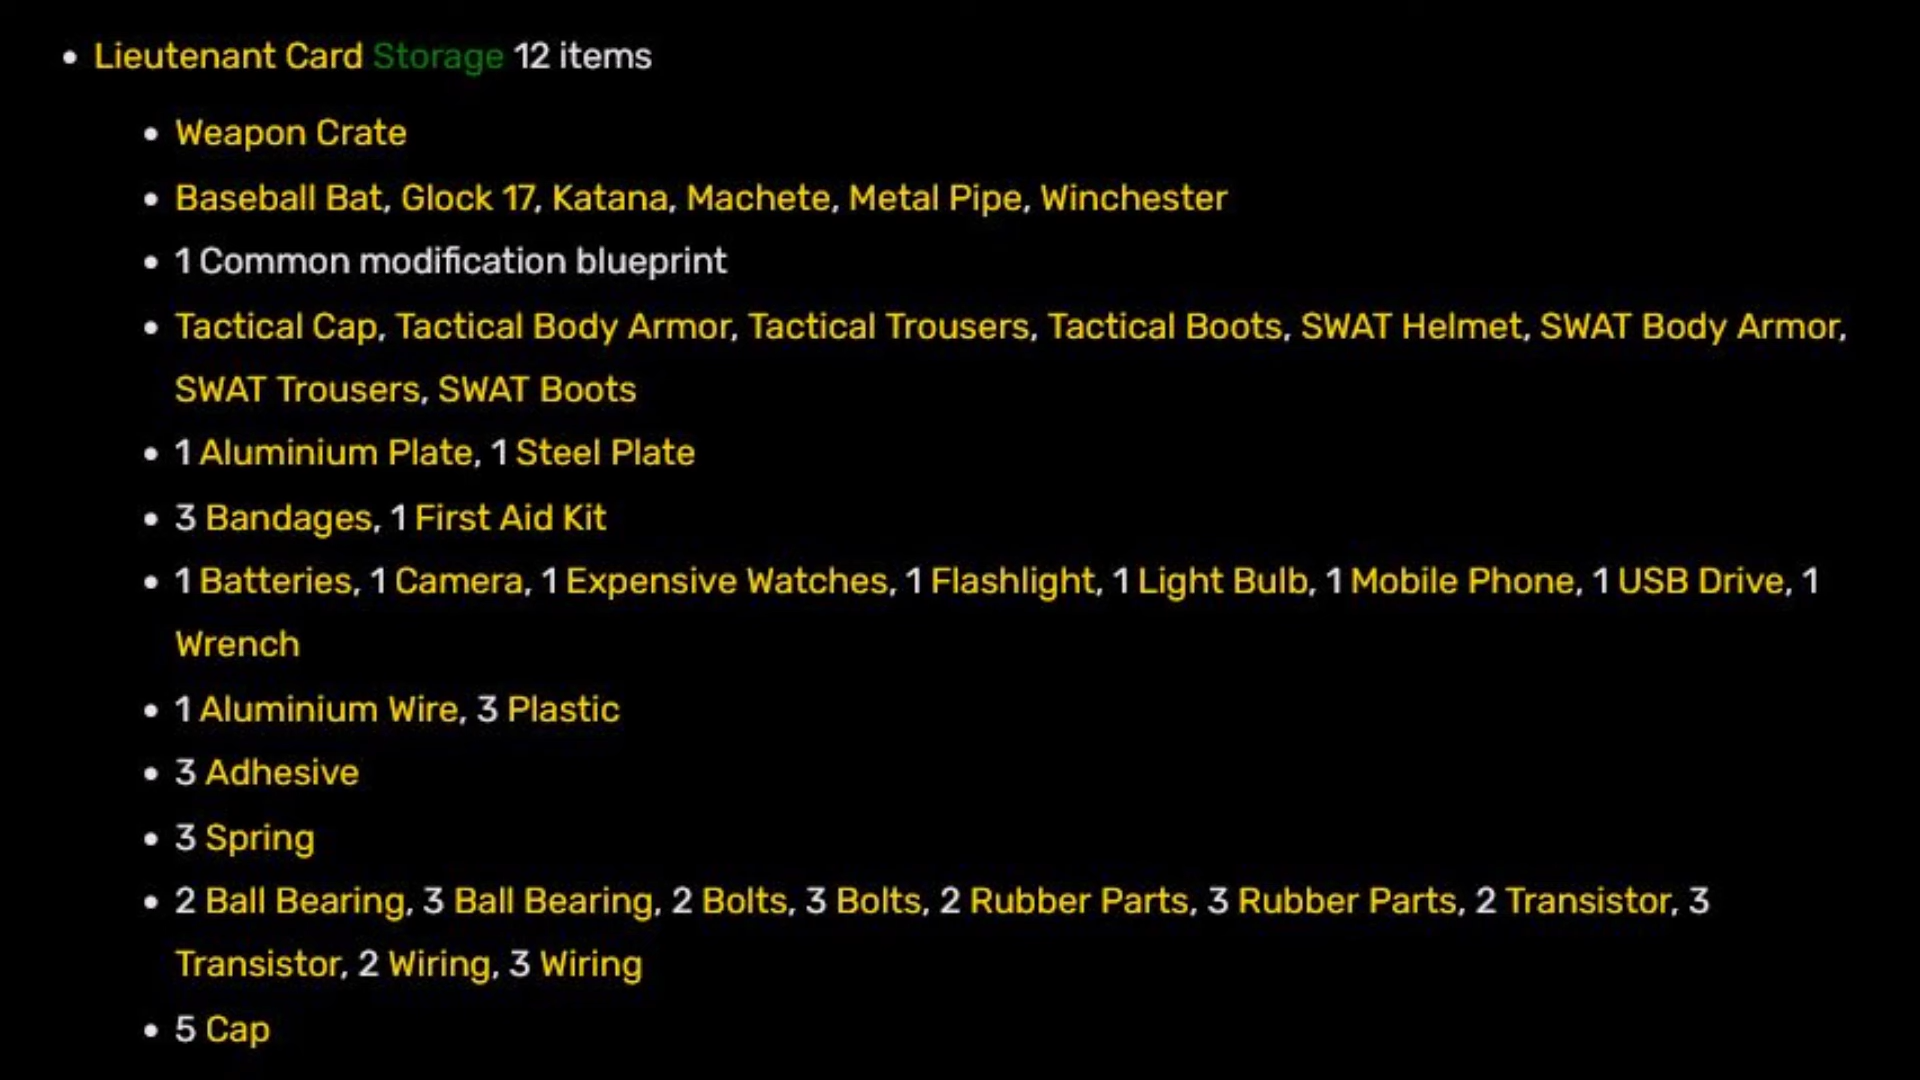 Lieutenant Card Storage 12 items
Weapon Crate
Baseball Bat, Glock 17, Katana, Machete, Metal Pipe, Winchester
1 Common modification blueprint
Tactical Cap, Tactical Body Armor, Tactical Trousers, Tactical Boots, SWAT Helmet, SWAT Body Armor,
SWAT Trousers, SWAT Boots
1 Aluminium Plate, 1 Steel Plate
3 Bandages, 1 First Aid Kit
1 Batteries, 1 Camera, 1 Expensive Watches, 1 Flashlight, 1 Light Bulb, 1 Mobile Phone, 1 USB Drive, 1
Wrench
1 Aluminium Wire, 3 Plastic
3 Adhesive
3 Spring
2 Ball Bearing, 3 Ball Bearing, 2 Bolts, 3 Bolts, 2 Rubber Parts, 3 Rubber Parts, 2 Transistor, 3
Transistor, 2 Wiring, 3 Wiring
5 Cap